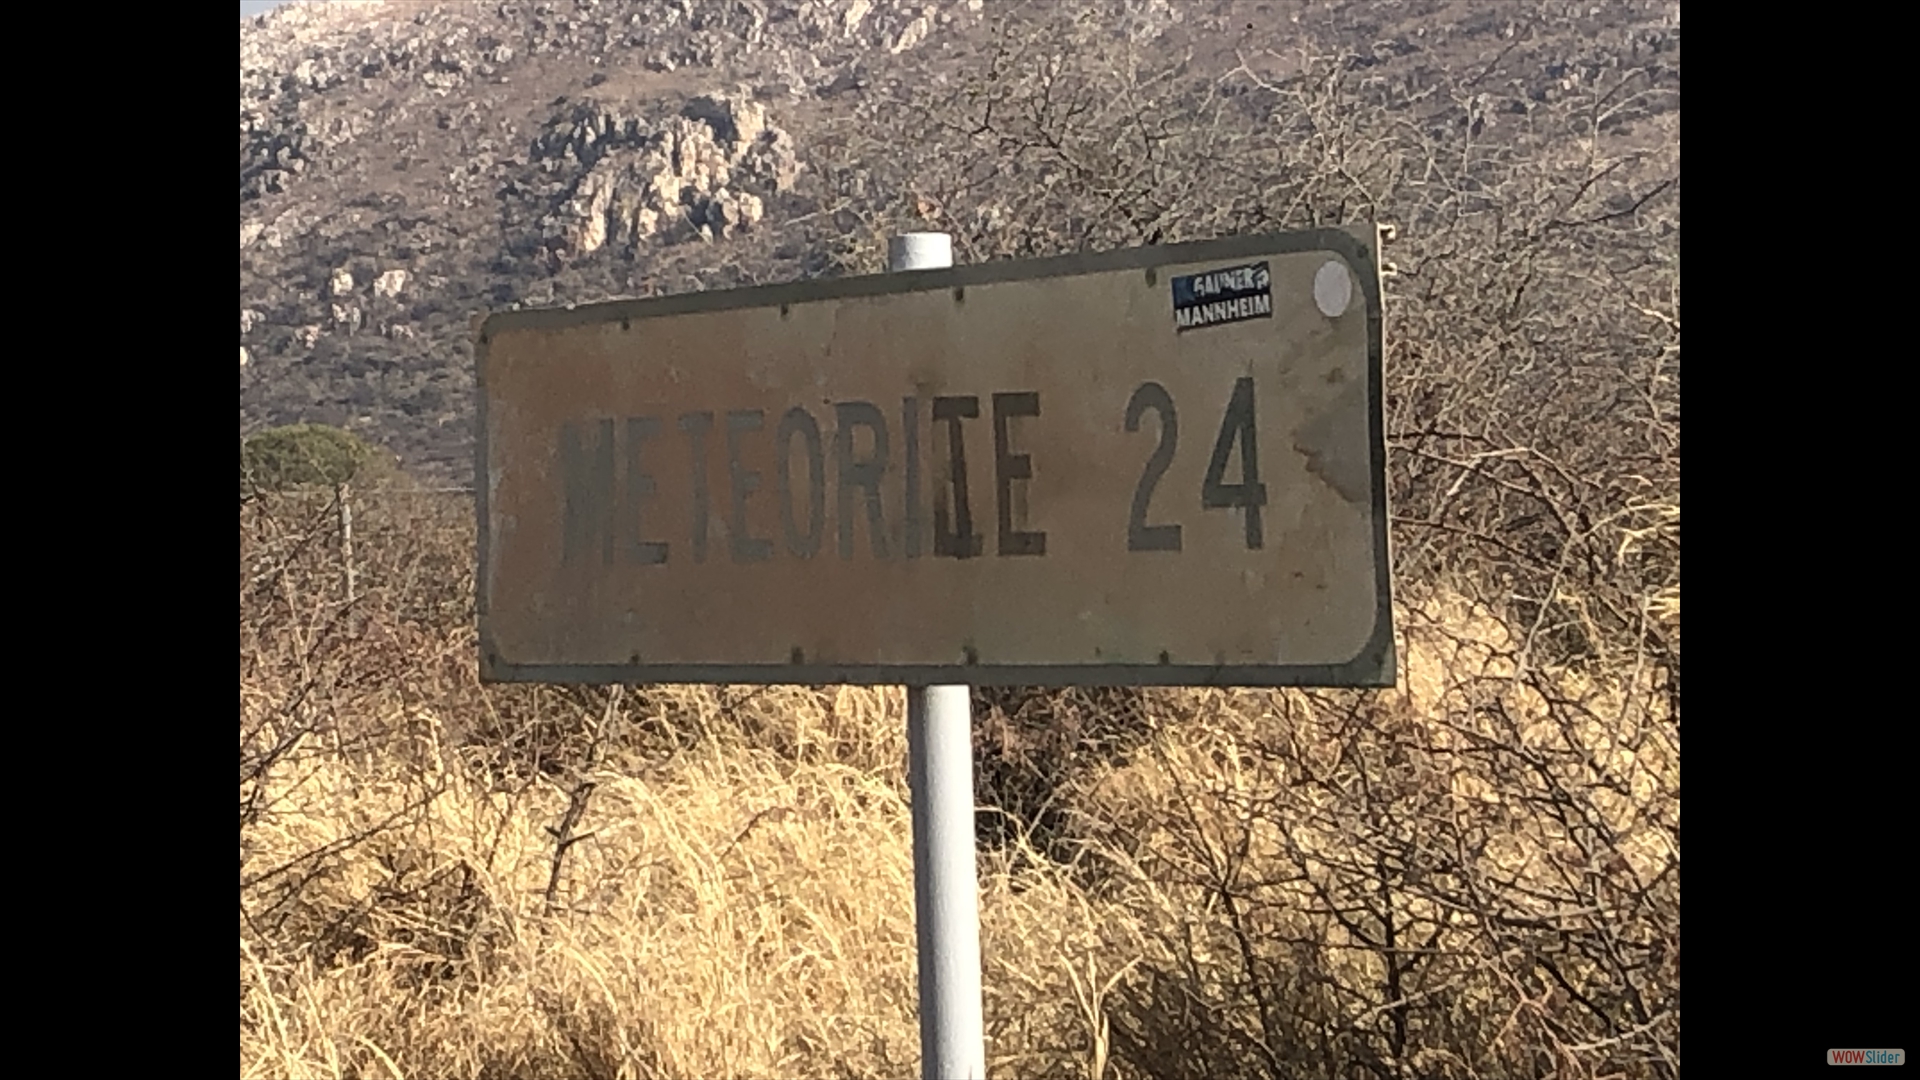 GAUNER
MANNHEIM
METEORITE 24
WOWSlider